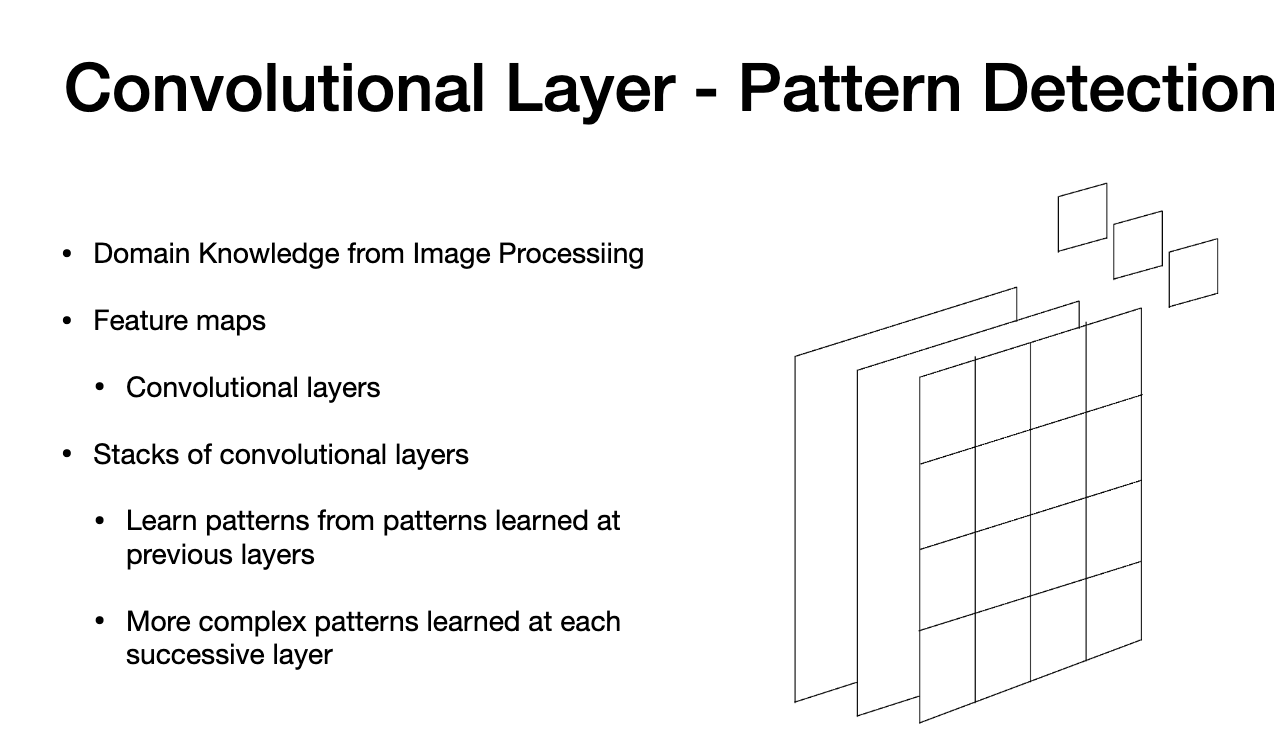 Convolutional Layer - Pattern Detection
• Domain Knowledge from Image Processiing
• Feature maps
• Convolutional layers
• Stacks of convolutional layers
• Learn patterns from patterns learned at
previous layers
• More complex patterns learned at each
successive layer